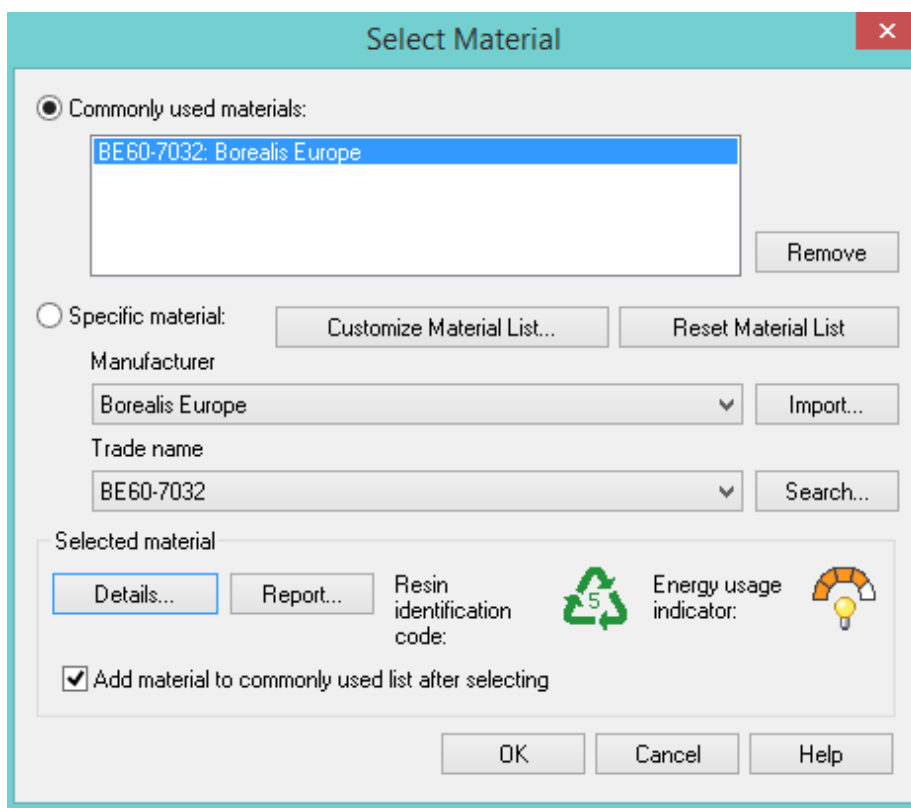 Select Material
Commonly used materials:
BE60-7032: Borealis Europe
Remove
Specific material:
Customize Material List...
Reset Material List
Manufacturer
Borealis Europe
Import...
Trade name
BE60-7032
Search...
Selected material
Details...
Report...
Resin
identification
code:
5
Energy usage
indicator:
Add material to commonly used list after selecting
OK
Cancel
Help